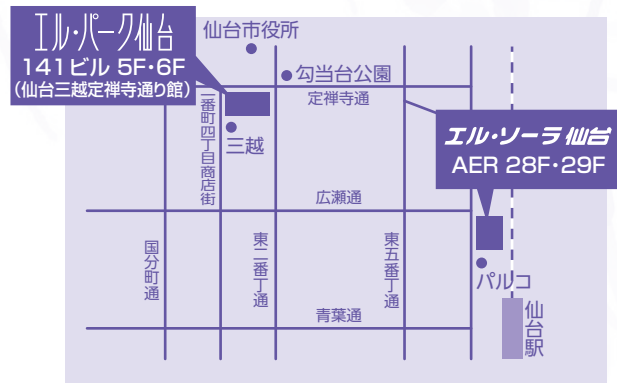 エル・パーク仙台
141ビル 5F・6F
(仙台三越定禅寺通り館)
仙台市役所
勾当台公園
定禅寺通
エル・ソーラ仙台
AER 28F・29F
一番町四丁目商店街
三越
広瀬通
国分町通
東二番丁通
東五番丁通
パルコ
青葉通
仙台駅